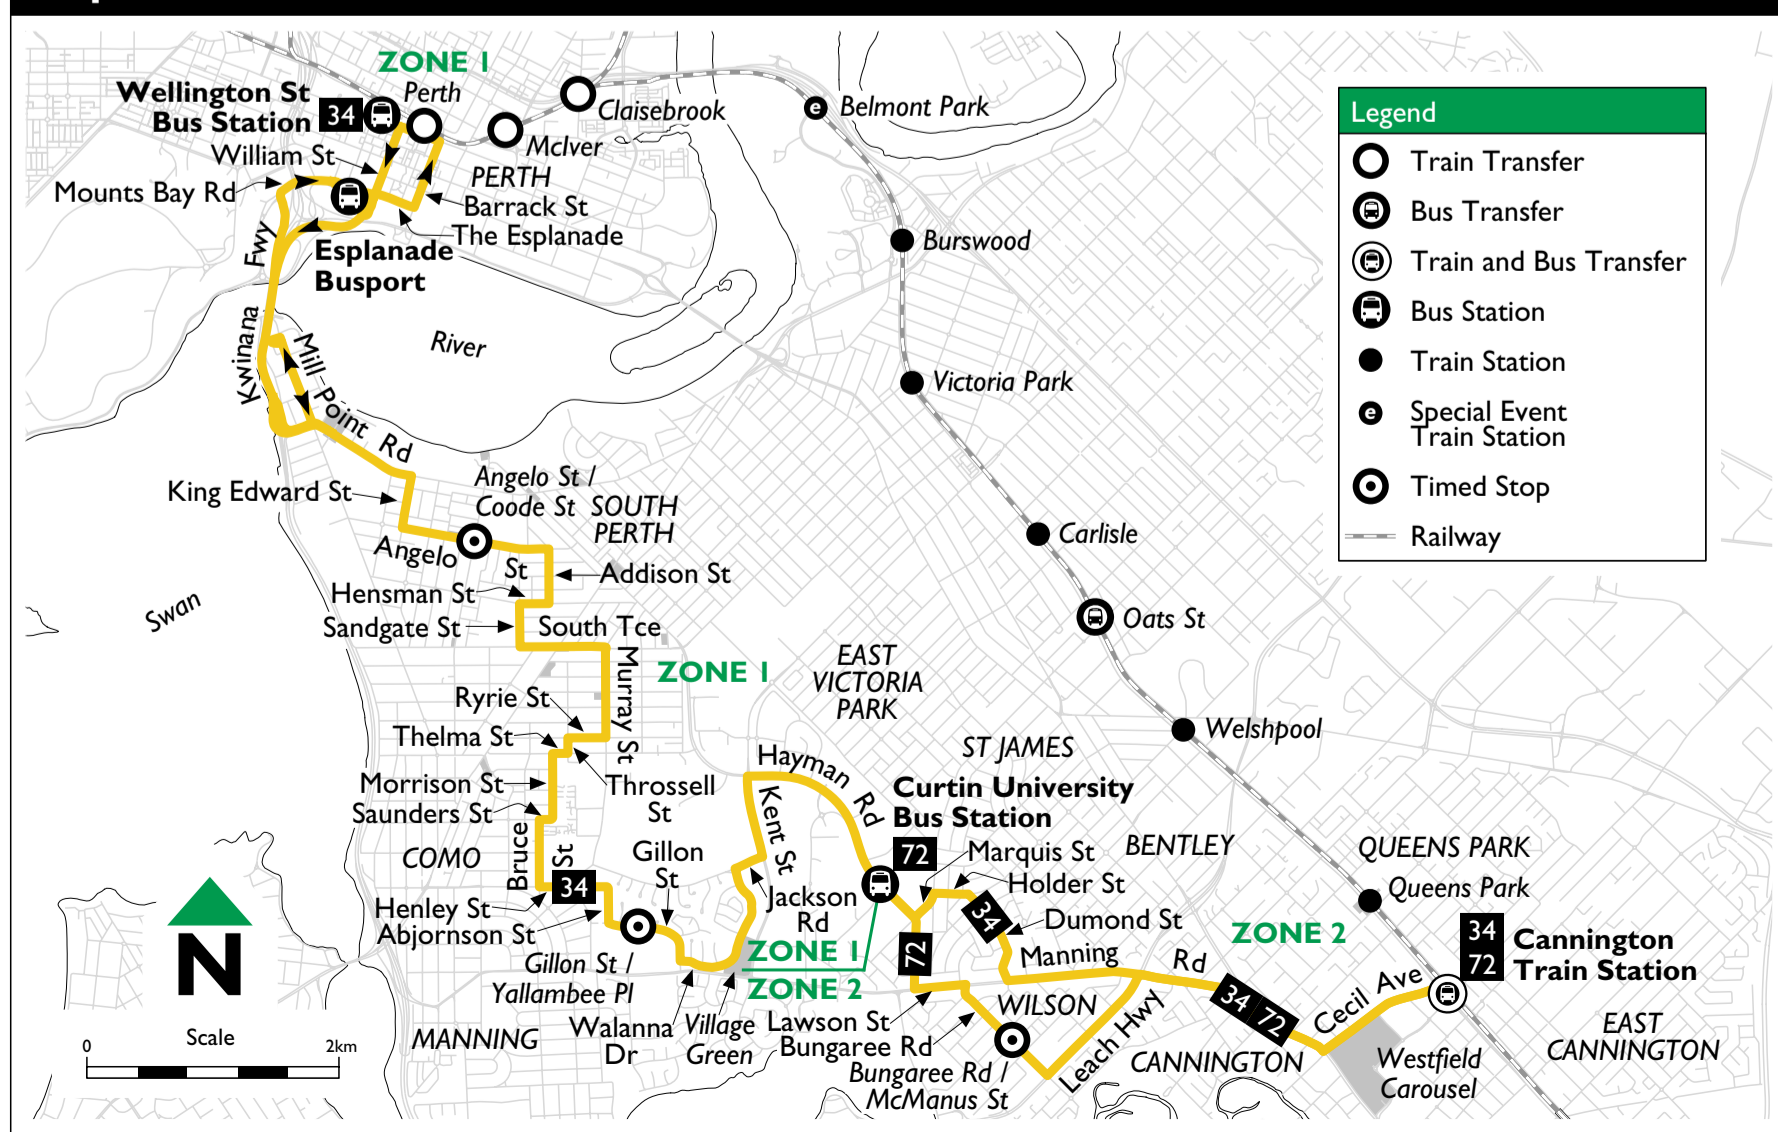 ZONE 1
Wellington St
Bus Station
34
Perth
Claisebrook
McIver
Belmont Park
William St
Mounts Bay Rd
PERTH
Barrack St
The Esplanade
Esplanade
Busport
Burswood
Kwinana Fwy
River
Mill Point Rd
Victoria Park
King Edward St
Angelo St /
Coode St
SOUTH
PERTH
Angelo St
Carlisle
Addison St
Hensman St
Sandgate St
South Tce
Swan
Oats St
Murray St
ZONE 1
EAST
VICTORIA
PARK
Ryrie St
Thelma St
Welshpool
Morrison St
Throssell
St
Saunders St
Hayman Rd
ST JAMES
Curtin University
Bus Station
72
Kent St
COMO
Bruce St
Gillon
St
34
Marquis St
BENTLEY
QUEENS PARK
Queens Park
Holder St
Henley St
Abjornson St
Jackson
Rd
34
Dumond St
72
ZONE 1
ZONE 2
ZONE 2
Manning Rd
34
72
Cannington
Train Station
Gillon St /
Yallambee Pl
MANNING
Walanna
Dr
Village
Green
Lawson St
Bungaree Rd
WILSON
Bungaree Rd /
McManus St
Leach Hwy
34
72
Cecil Ave
CANNINGTON
Westfield
Carousel
EAST
CANNINGTON
N
Scale
0
2km
Legend
Train Transfer
Bus Transfer
Train and Bus Transfer
Bus Station
Train Station
e
Special Event
Train Station
Timed Stop
Railway